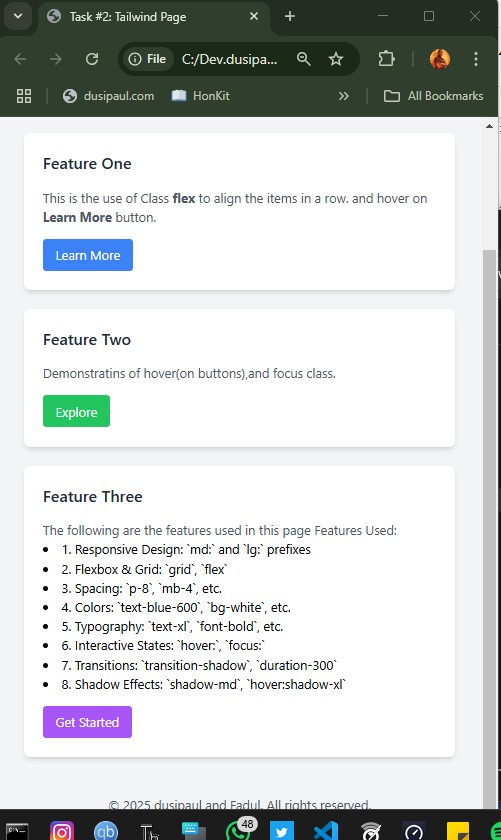 Task #2: Tailwind Page
File
C:/Dev.dusipa...
dusipaul.com
HonKit
»
All Bookmarks
Feature One
This is the use of Class flex to align the items in a row. and hover on
Learn More button.
Learn More
Feature Two
Demonstratins of hover(on buttons),and focus class.
Explore
Feature Three
The following are the features used in this page Features Used:
• 1. Responsive Design: `md:` and `lg:` prefixes
• 2. Flexbox & Grid: `grid`, `flex`
• 3. Spacing: `p-8`, `mb-4`, etc.
• 4. Colors: `text-blue-600`, `bg-white`, etc.
• 5. Typography: `text-xl`, `font-bold`, etc.
• 6. Interactive States: `hover:`, `focus:`
• 7. Transitions: `transition-shadow`, `duration-300`
• 8. Shadow Effects: `shadow-md`, `hover:shadow-xl`
Get Started
© 2025 dusipaul and Fadul. All rights reserved.
qb
48